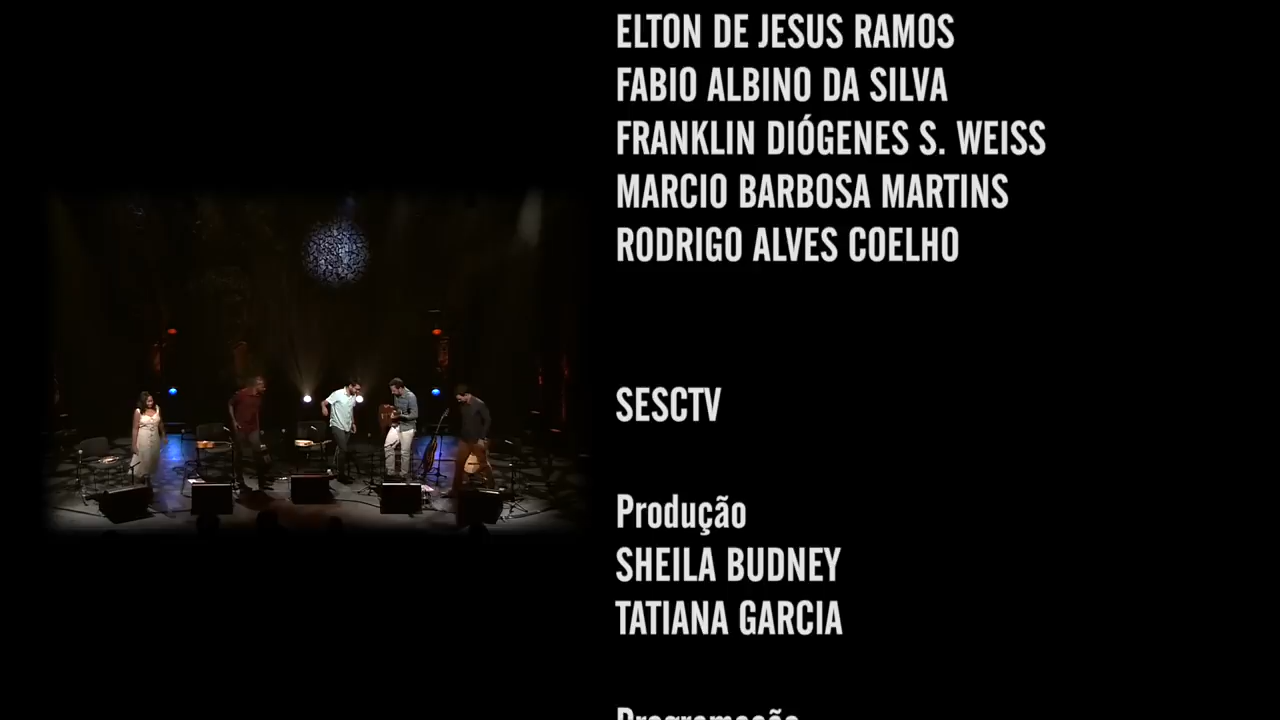 ELTON DE JESUS RAMOS
FABIO ALBINO DA SILVA
FRANKLIN DIÓGENES S. WEISS
MARCIO BARBOSA MARTINS
RODRIGO ALVES COELHO
SESCTV
Produção
SHEILA BUDNEY
TATIANA GARCIA
Programação